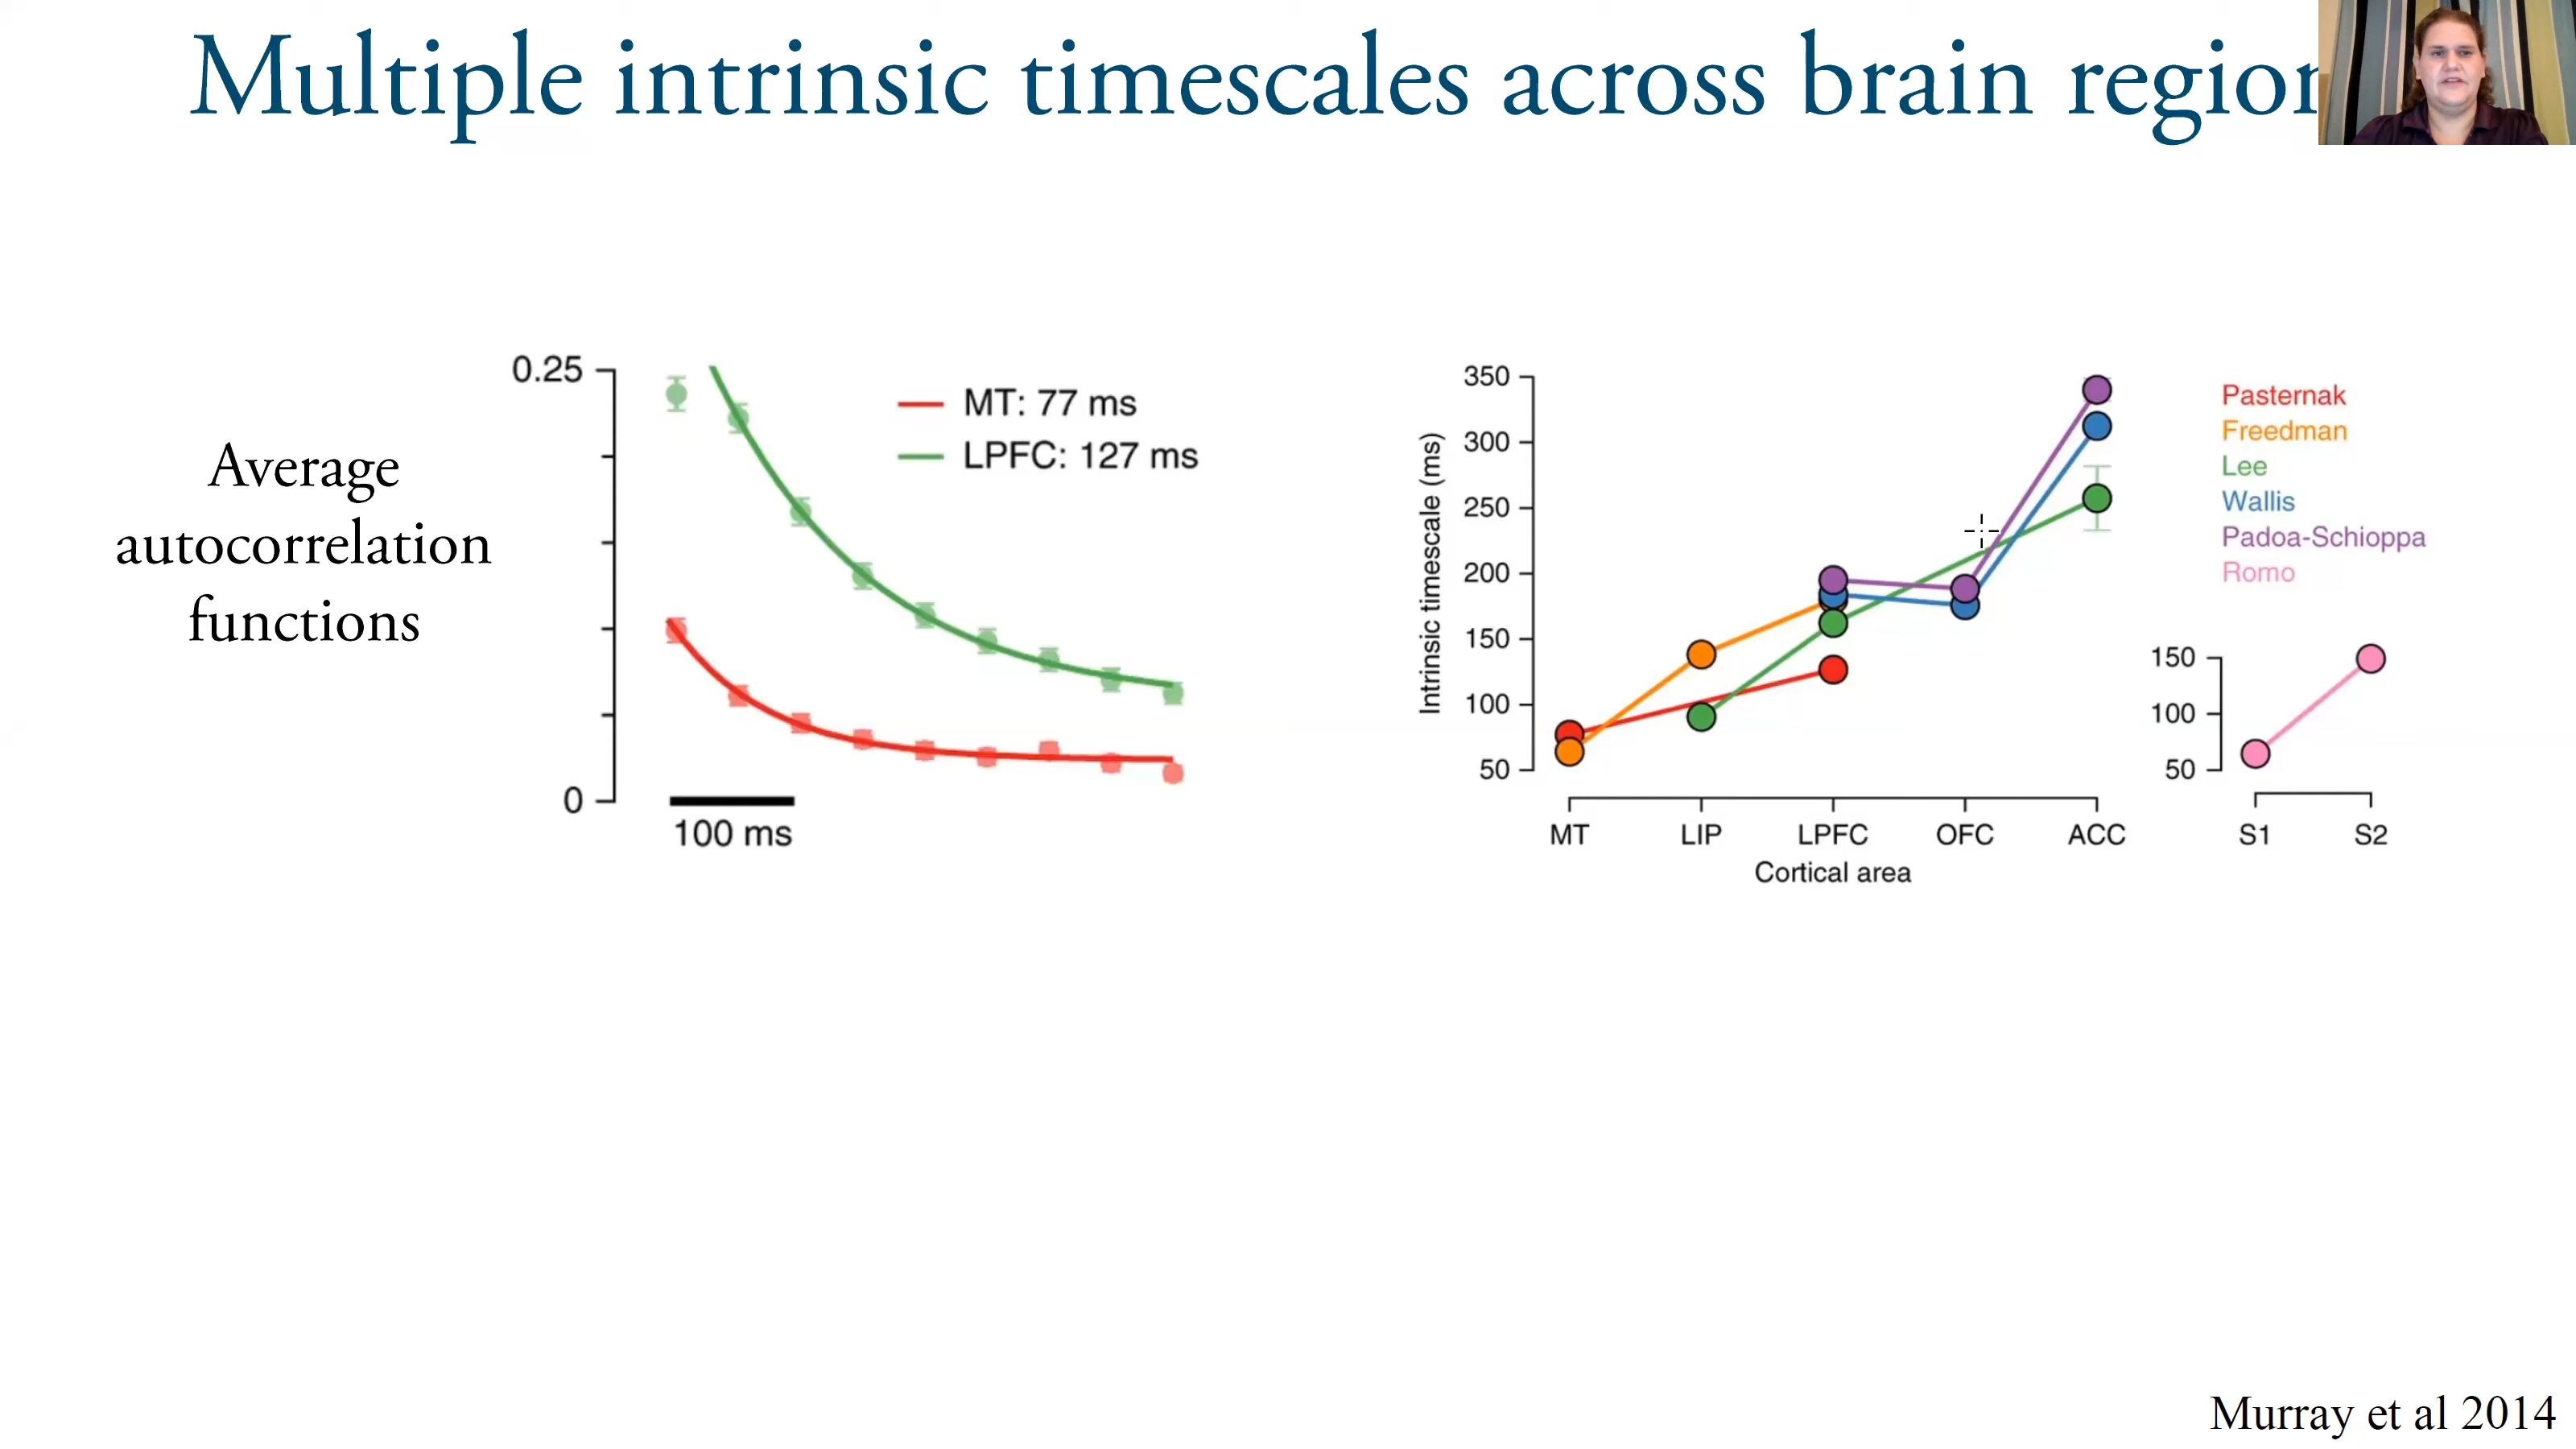 Multiple intrinsic timescales across brain region
Average
autocorrelation
functions
0.25
0
MT: 77 ms
LPFC: 127 ms
100 ms
Intrinsic timescale (ms)
350
300
250
200
150
100
50
MT LIP LPFC OFC ACC
Cortical area
Pasternak
Freedman
Lee
Wallis
Padoa-Schioppa
Romo
150
100
50
S1 S2
Murray et al 2014